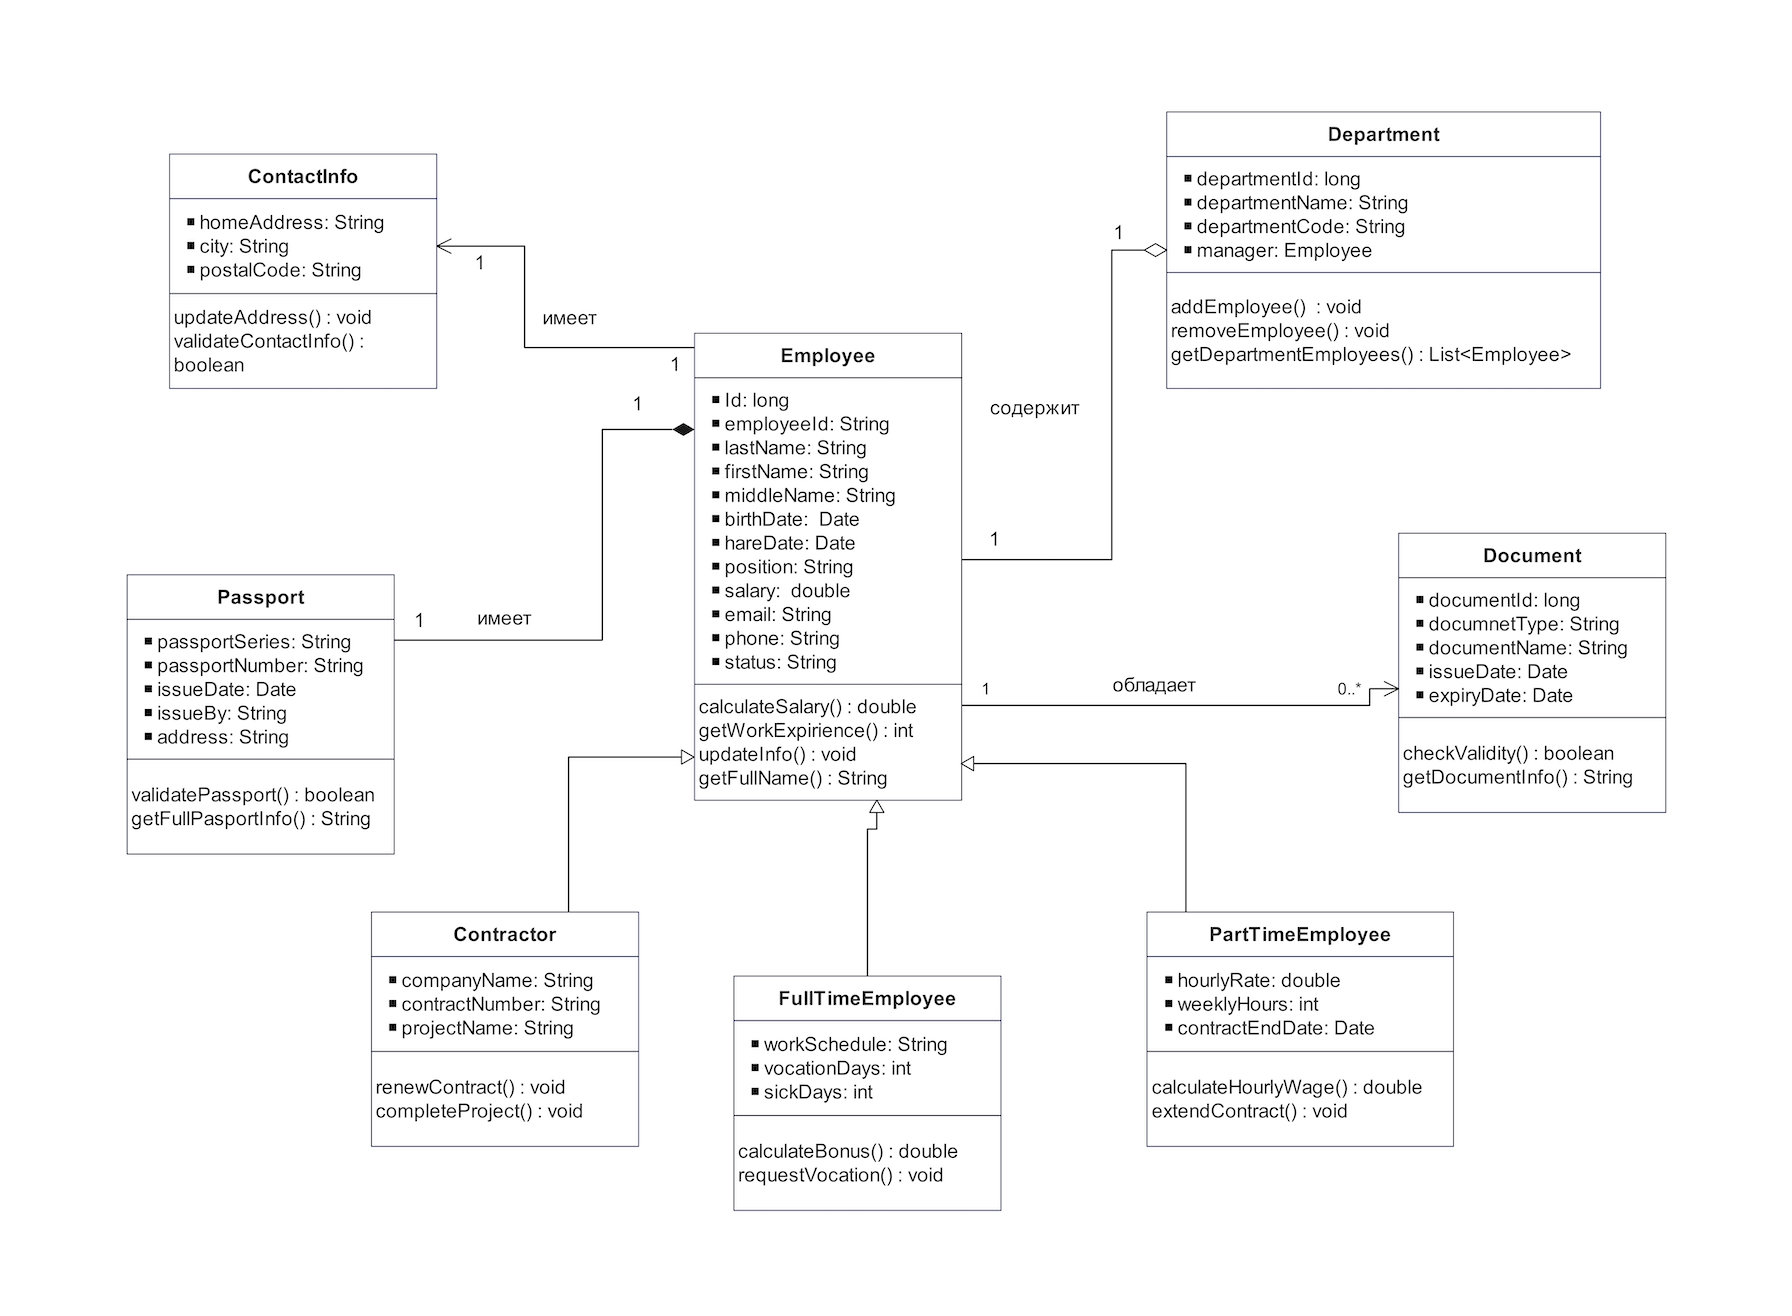 ContactInfo
homeAddress: String
city: String
postalCode: String
updateAddress() : void
validateContactInfo() :
boolean
1
имеет
1
Department
departmentId: long
departmentName: String
departmentCode: String
manager: Employee
addEmployee()  : void
removeEmployee() : void
getDepartmentEmployees() : List<Employee>
1
содержит
1
Employee
Id: long
employeeId: String
lastName: String
firstName: String
middleName: String
birthDate:  Date
hareDate: Date
position: String
salary:  double
email: String
phone: String
status: String
calculateSalary() : double
getWorkExpirience() : int
updateInfo() : void
getFullName() : String
1
1
имеет
Passport
passportSeries: String
passportNumber: String
issueDate: Date
issueBy: String
address: String
validatePassport() : boolean
getFullPasportInfo() : String
1
обладает
0..*
Document
documentId: long
documnetType: String
documentName: String
issueDate: Date
expiryDate: Date
checkValidity() : boolean
getDocumentInfo() : String
Contractor
companyName: String
contractNumber: String
projectName: String
renewContract() : void
completeProject() : void
FullTimeEmployee
workSchedule: String
vocationDays: int
sickDays: int
calculateBonus() : double
requestVocation() : void
PartTimeEmployee
hourlyRate: double
weeklyHours: int
contractEndDate: Date
calculateHourlyWage() : double
extendContract() : void